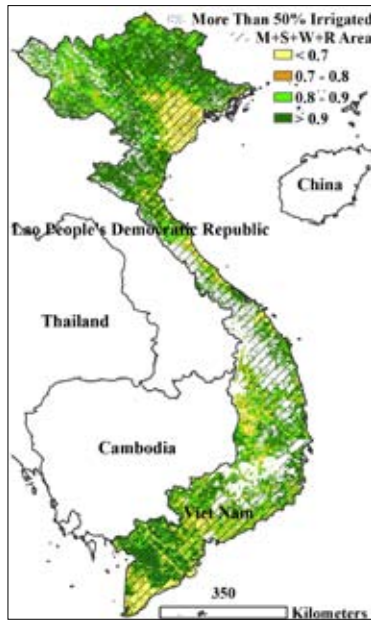 More Than 50% Irrigated
M+S+W+R Area
< 0.7
0.7 - 0.8
0.8 - 0.9
> 0.9
China
Lao People's Democratic Republic
Thailand
Cambodia
Viet Nam
350
Kilometers